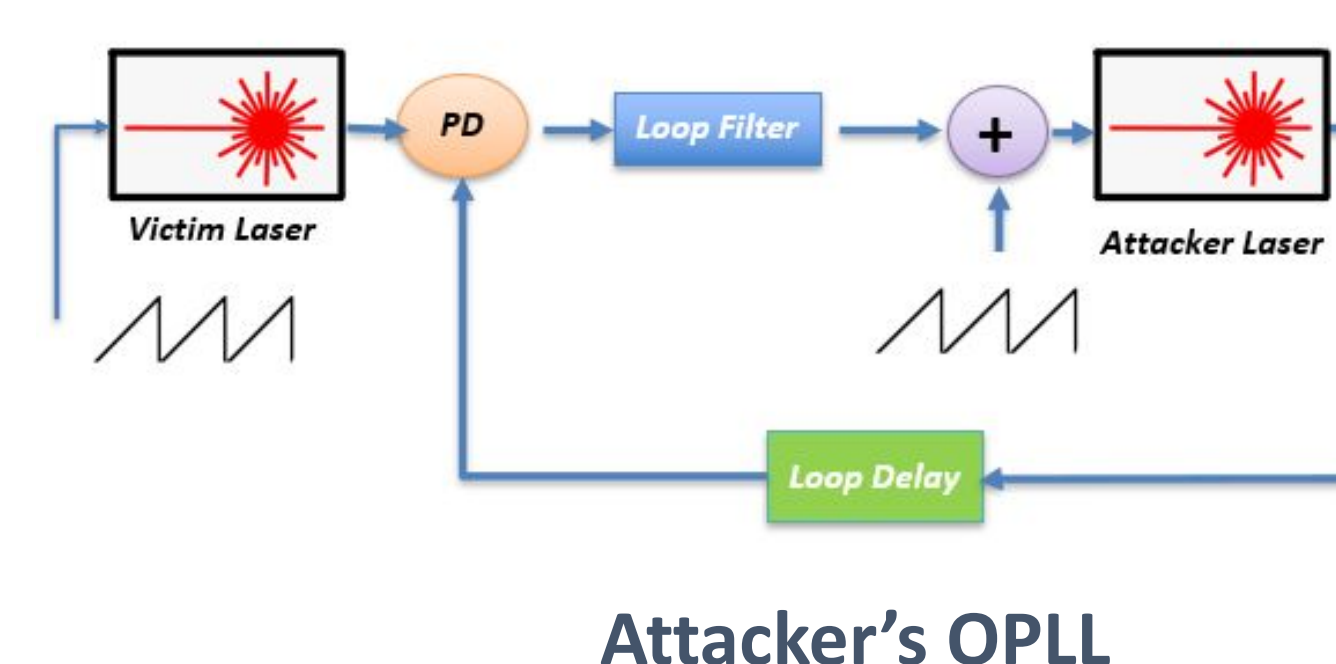 PD
Loop Filter
+
Victim Laser
Attacker Laser
Loop Delay
Attacker’s OPLL